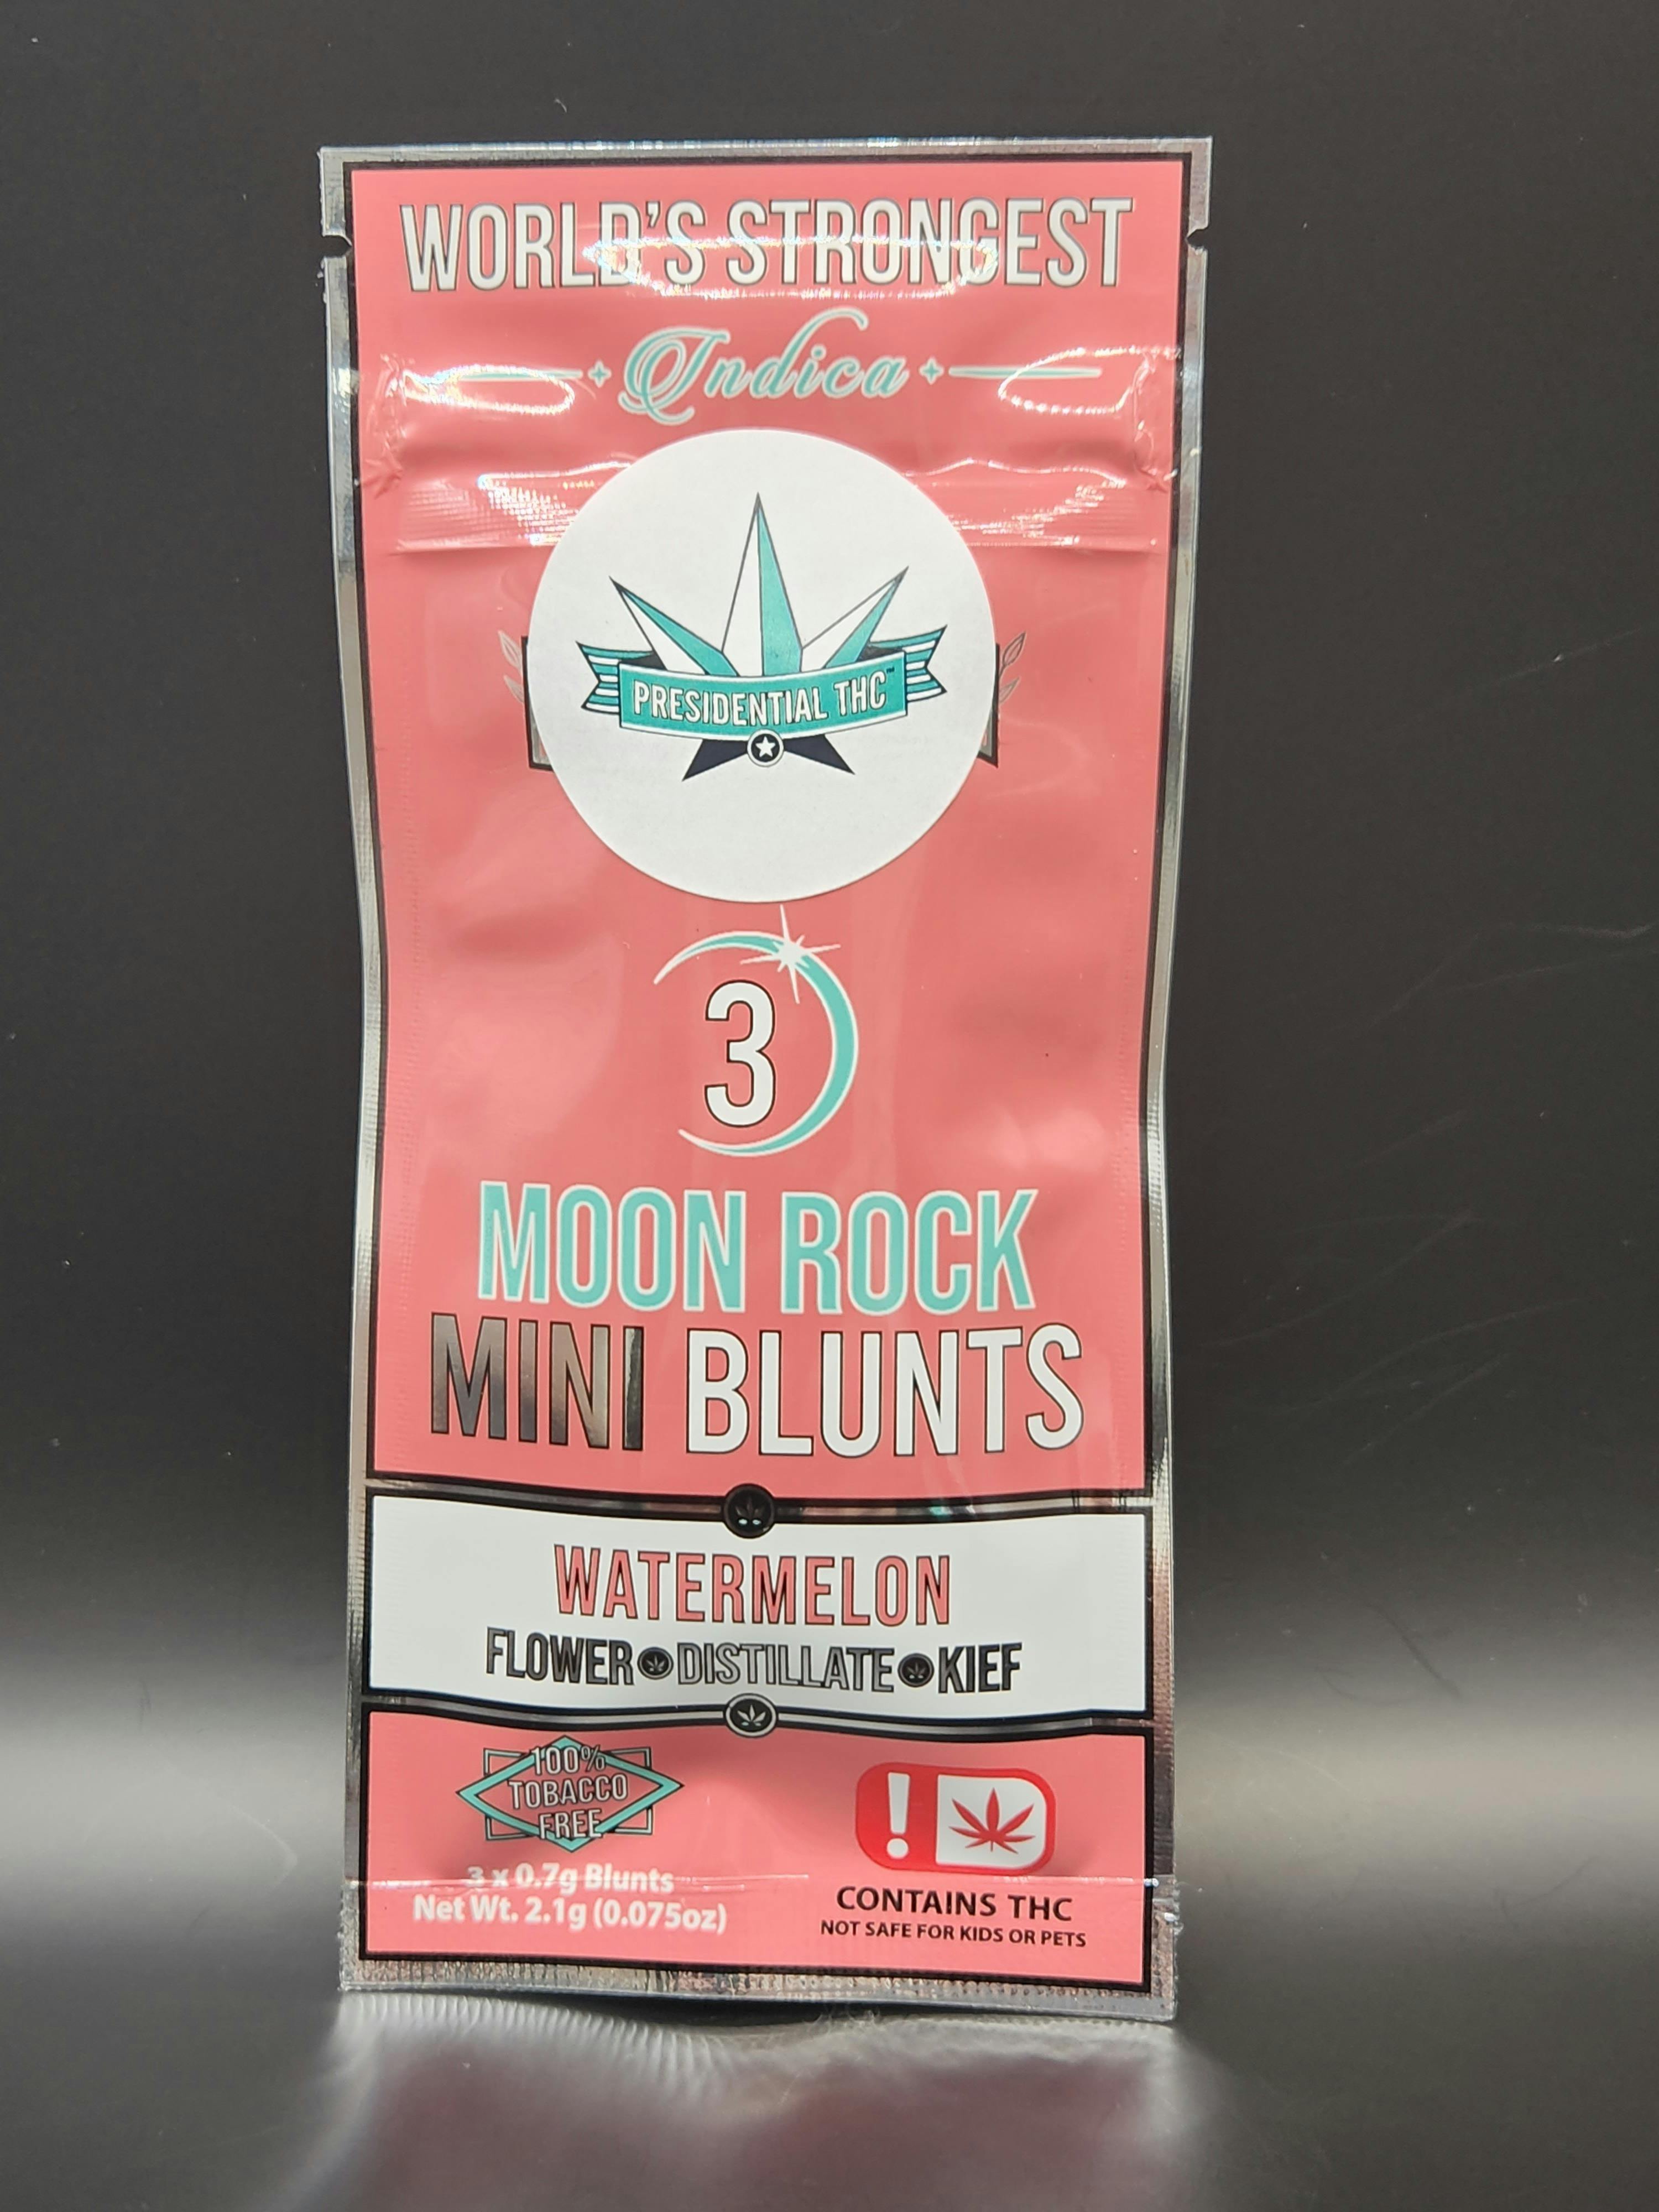 WORLD'S STRONGEST
Indica
PRESIDENTIAL THC™
3
MOON ROCK
MINI BLUNTS
WATERMELON
FLOWER DISTILLATE KIEF
100%
TOBACCO
FREE
3 x 0.7g Blunts
Net Wt. 2.1g (0.075oz)
!
CONTAINS THC
NOT SAFE FOR KIDS OR PETS